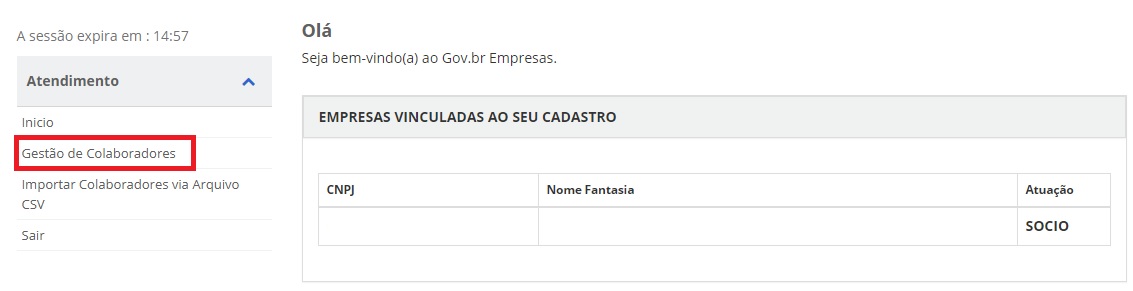 A sessão expira em : 14:57
Atendimento
Inicio
Gestão de Colaboradores
Importar Colaboradores via Arquivo
CSV
Sair
Olá
Seja bem-vindo(a) ao Gov.br Empresas.
EMPRESAS VINCULADAS AO SEU CADASTRO
CNPJ Nome Fantasia Atuação
SOCIO